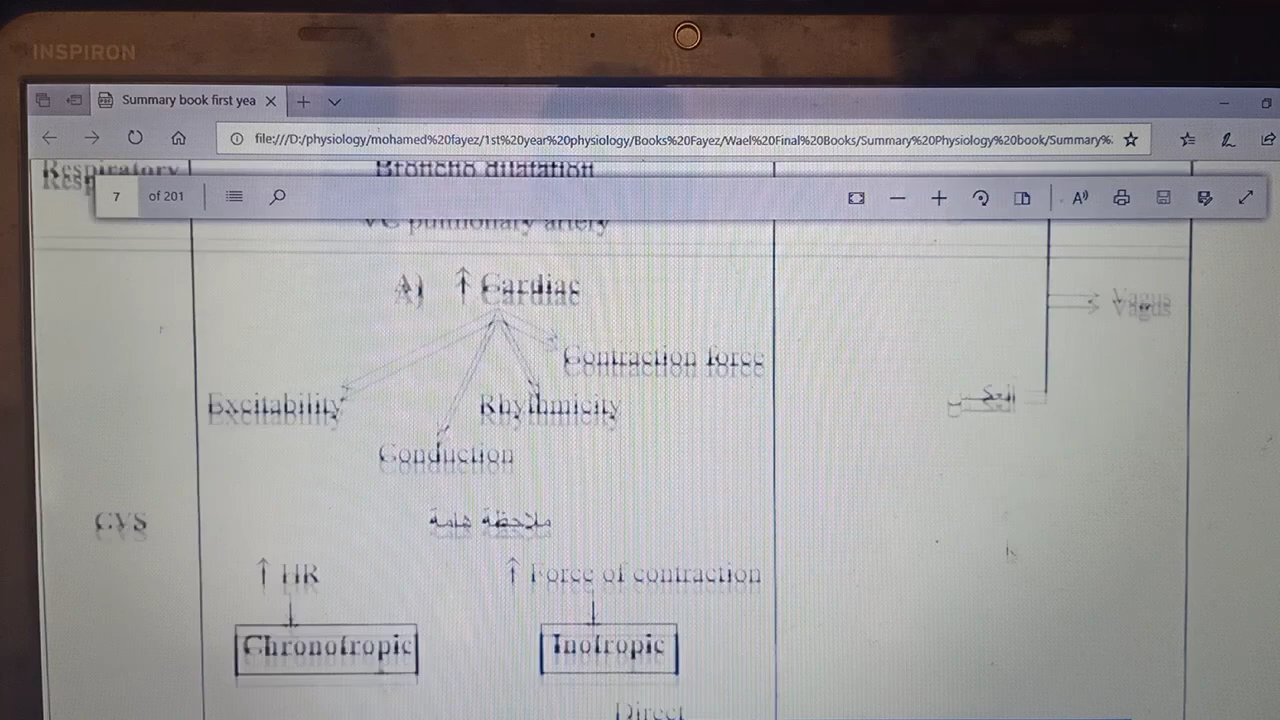 INSPIRON
Summary book first yea
file:///D:/physiology/mohamed%20fayez/1st%20year%20physiology/Books%20Fayez/Wael%20Final%20Books/Summary%20Physiology%20book/Summary%
Respiratory
Broncho dilatation
7 of 201
VC pulmonary artery
A) ↑ Cardiac
Vagus
Contraction force
العكس
Excitability
Rhythmicity
Conduction
CVS
ملاحظة هامة
↑ HR
↑ Force of contraction
Chronotropic
Inotropic
Direct